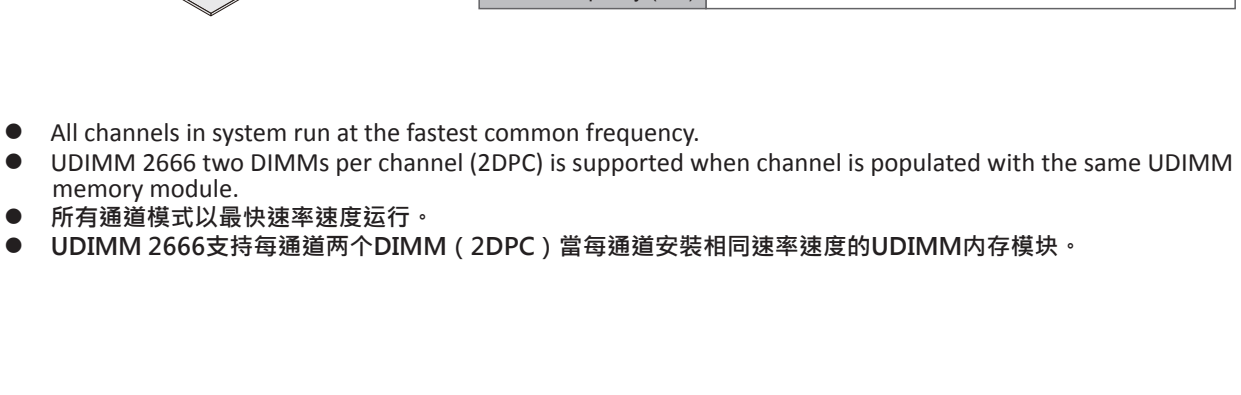 ● All channels in system run at the fastest common frequency.
● UDIMM 2666 two DIMMs per channel (2DPC) is supported when channel is populated with the same UDIMM
memory module.
● 所有通道模式以最快速率速度运行。
● UDIMM 2666支持每通道两个DIMM（2DPC）當每通道安裝相同速率速度的UDIMM内存模块。